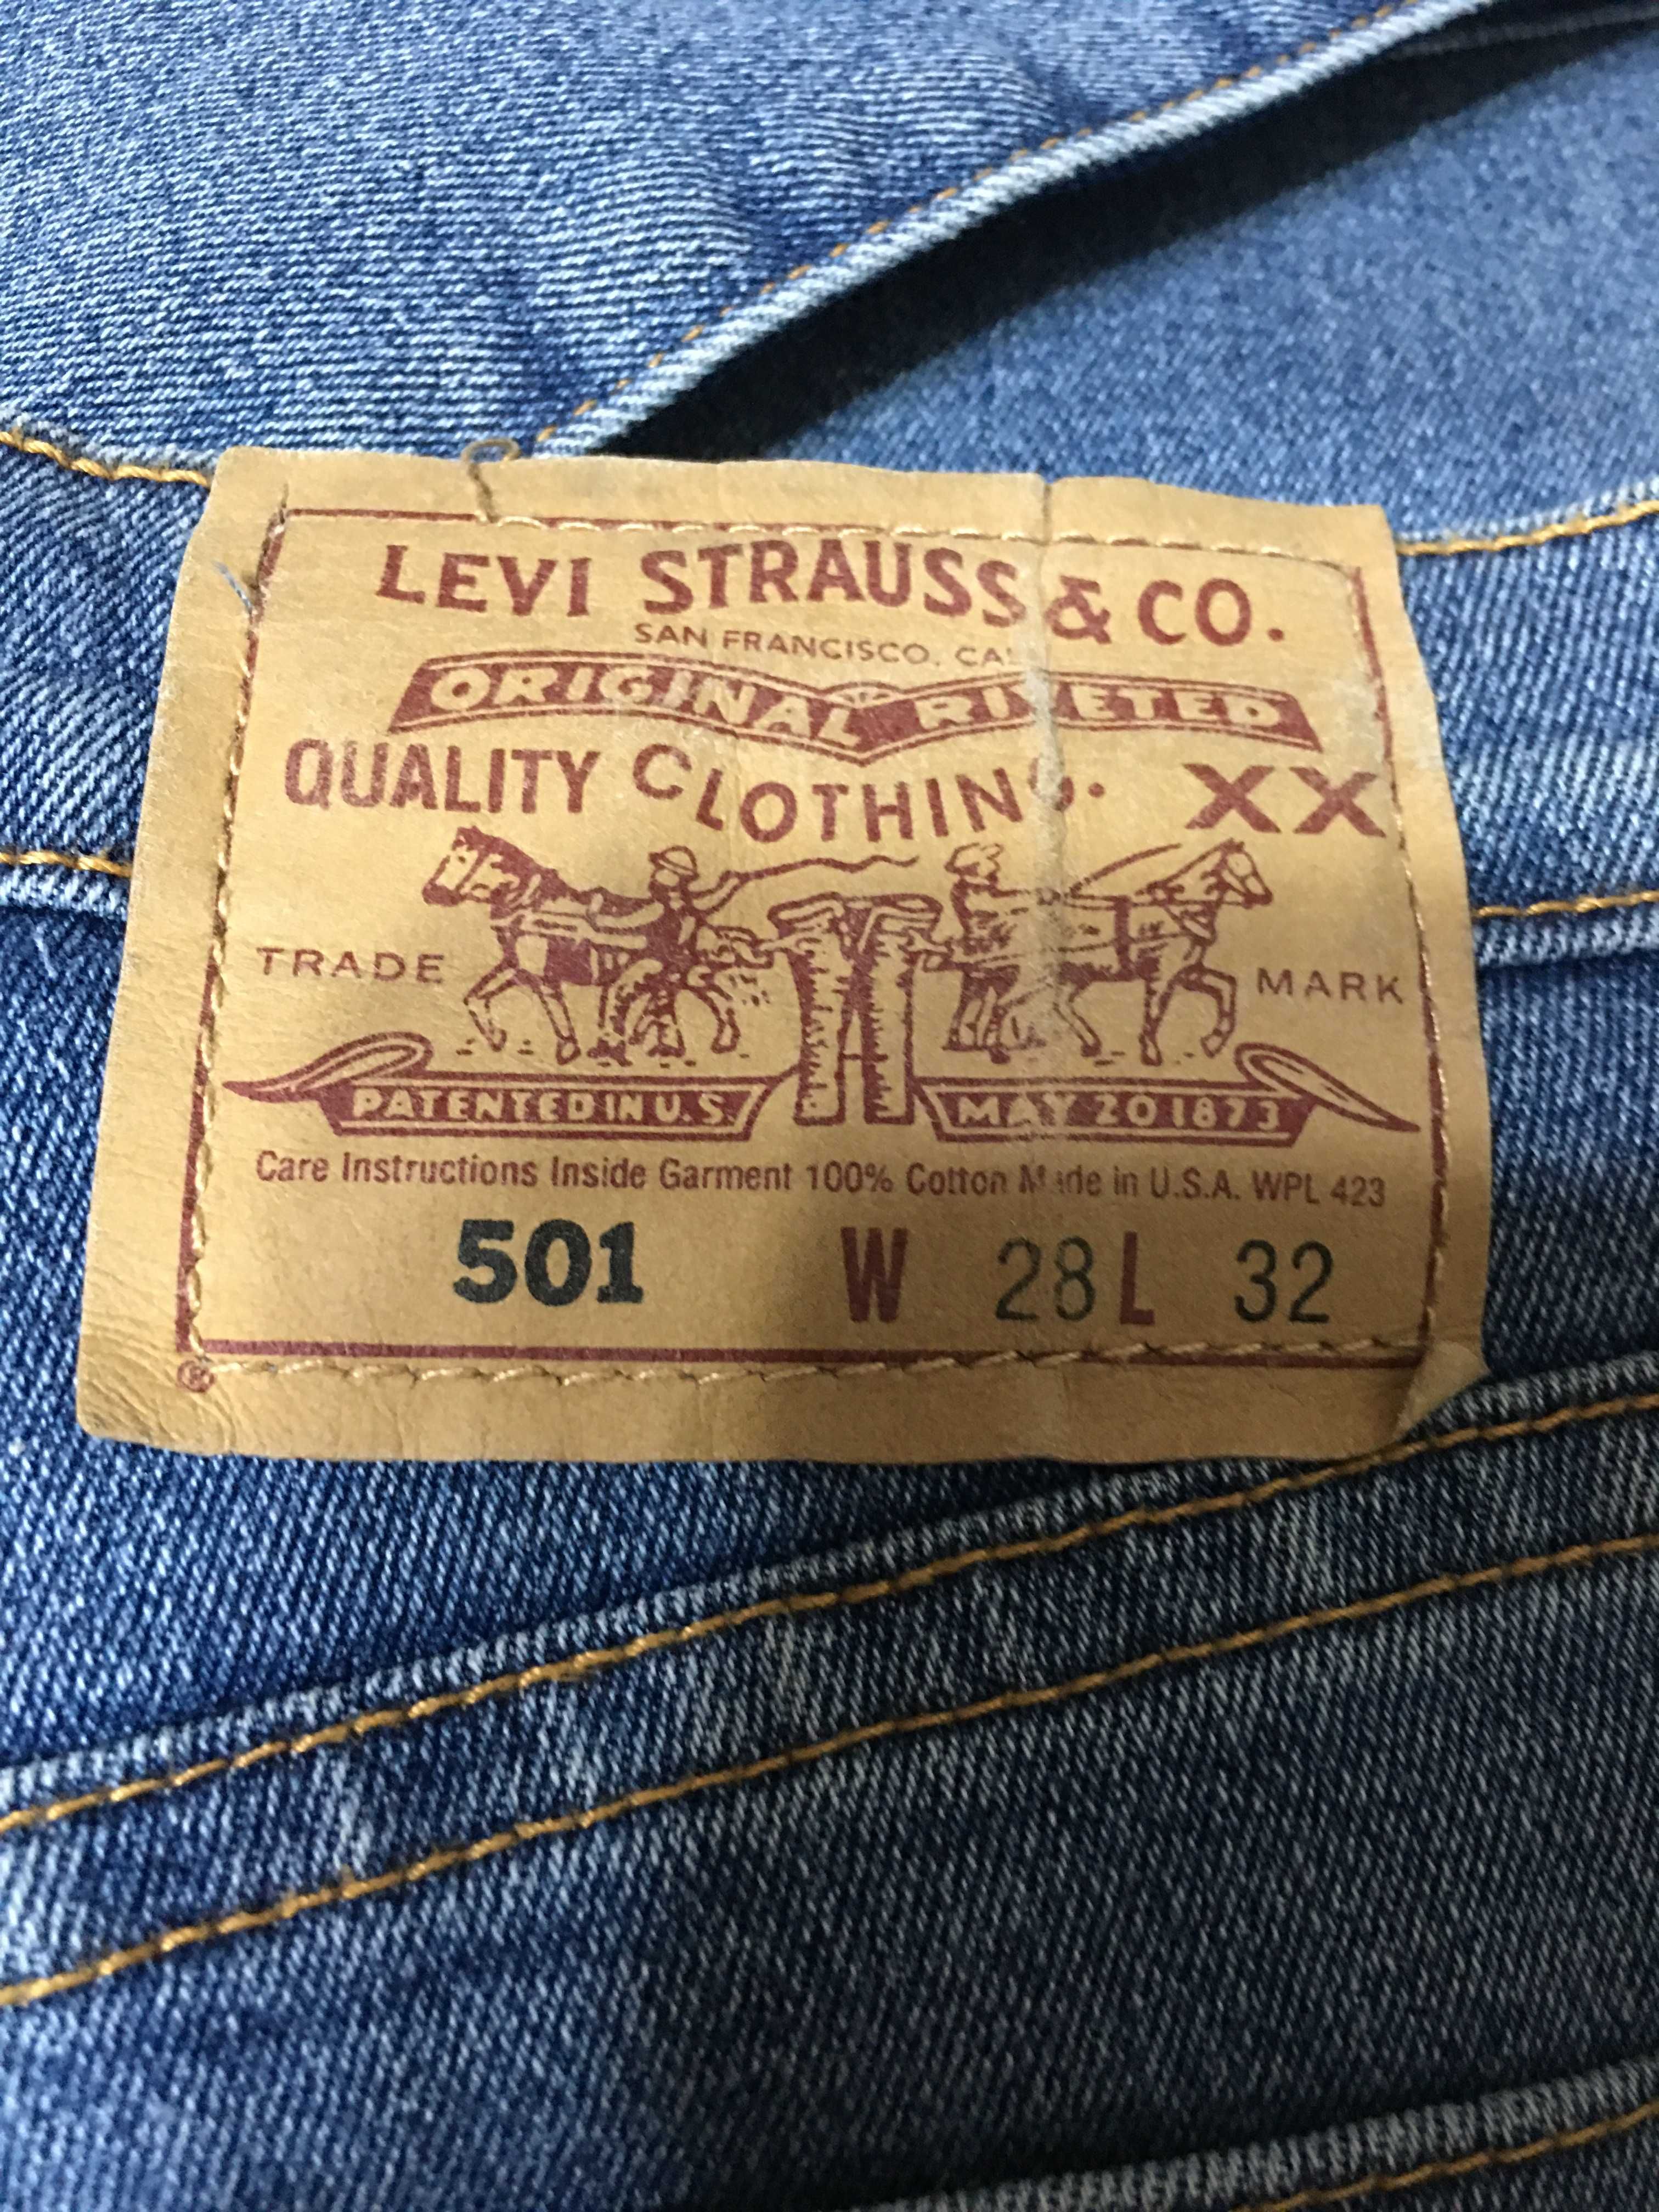 LEVI STRAUSS & CO.
SAN FRANCISCO, CAL
ORIGINAL RIVETED
QUALITY CLOTHING. XX
TRADE MARK
PATENTED IN U.S. MAY 20 1873
Care Instructions Inside Garment 100% Cotton Made in U.S.A. WPL 423
501 W 28 L 32
®